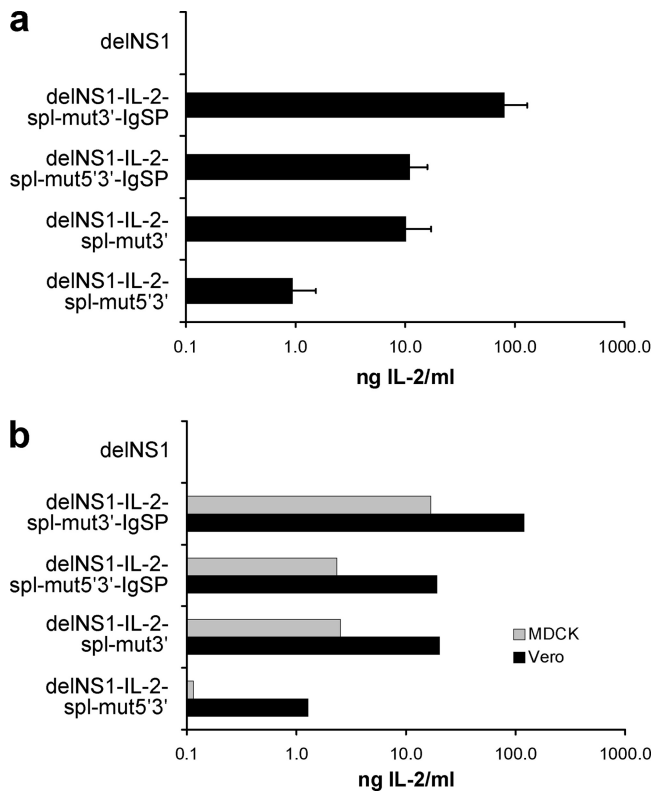 a
delNS1
delNS1-IL-2-
spl-mut3'-IgSP
delNS1-IL-2-
spl-mut5'3'-IgSP
delNS1-IL-2-
spl-mut3'
delNS1-IL-2-
spl-mut5'3'
0.1 1.0 10.0 100.0 1000.0
ng IL-2/ml
b
delNS1
delNS1-IL-2-
spl-mut3'-IgSP
delNS1-IL-2-
spl-mut5'3'-IgSP
delNS1-IL-2-
spl-mut3'
delNS1-IL-2-
spl-mut5'3'
MDCK
Vero
0.1 1.0 10.0 100.0 1000.0
ng IL-2/ml